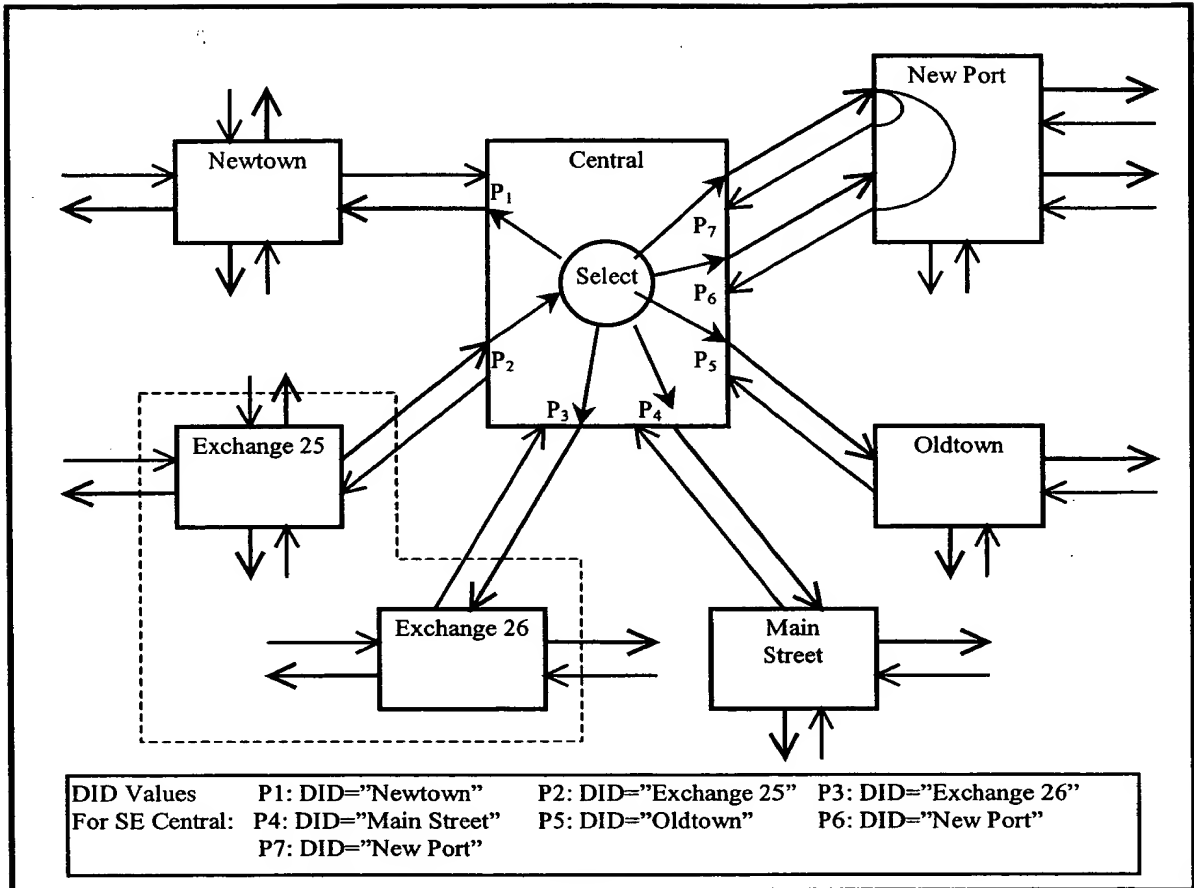 New Port
Newtown
Central
P1
P7
Select
P6
P2
P5
P3
P4
Exchange 25
Oldtown
Exchange 26
Main
Street
DID Values P1: DID="Newtown" P2: DID="Exchange 25" P3: DID="Exchange 26"
For SE Central: P4: DID="Main Street" P5: DID="Oldtown" P6: DID="New Port"
P7: DID="New Port"